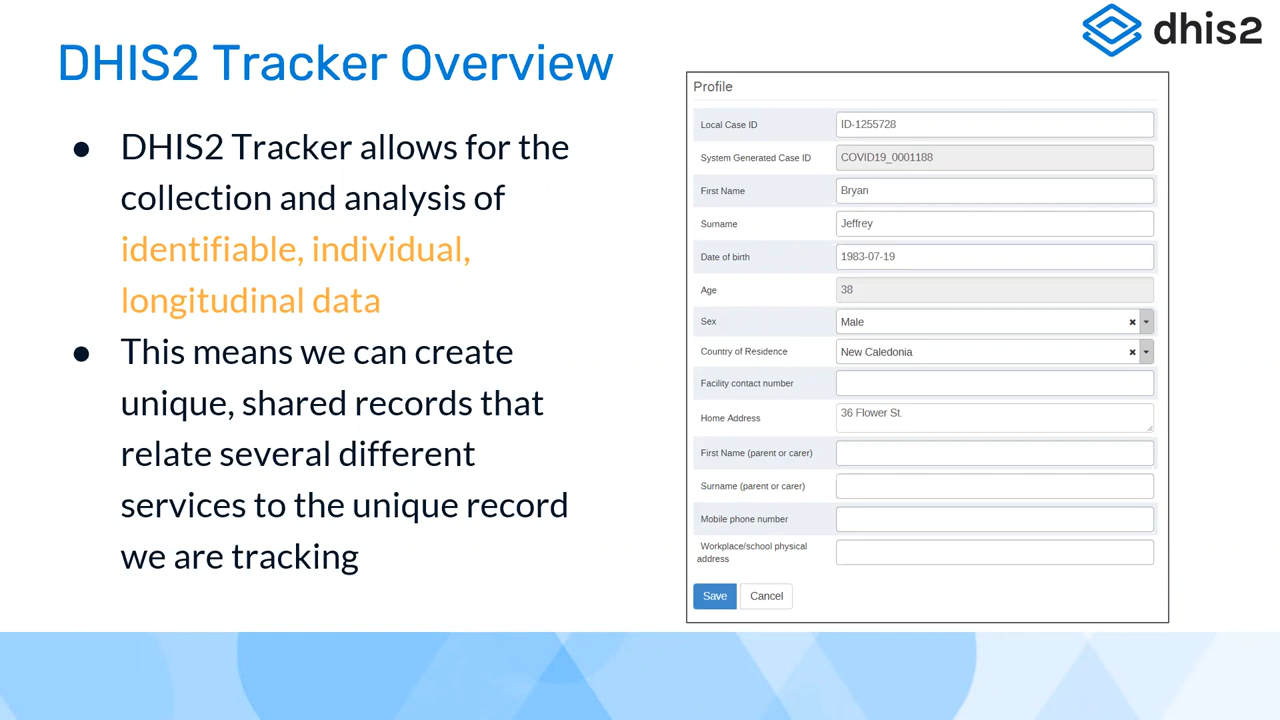 dhis2
DHIS2 Tracker Overview
● DHIS2 Tracker allows for the
collection and analysis of
identifiable, individual,
longitudinal data
● This means we can create
unique, shared records that
relate several different
services to the unique record
we are tracking
Profile
Local Case ID ID-1255728
System Generated Case ID COVID19_0001188
First Name Bryan
Surname Jeffrey
Date of birth 1983-07-19
Age 38
Sex Male
Country of Residence New Caledonia
Facility contact number
Home Address 36 Flower St.
First Name (parent or carer)
Surname (parent or carer)
Mobile phone number
Workplace/school physical
address
Save Cancel